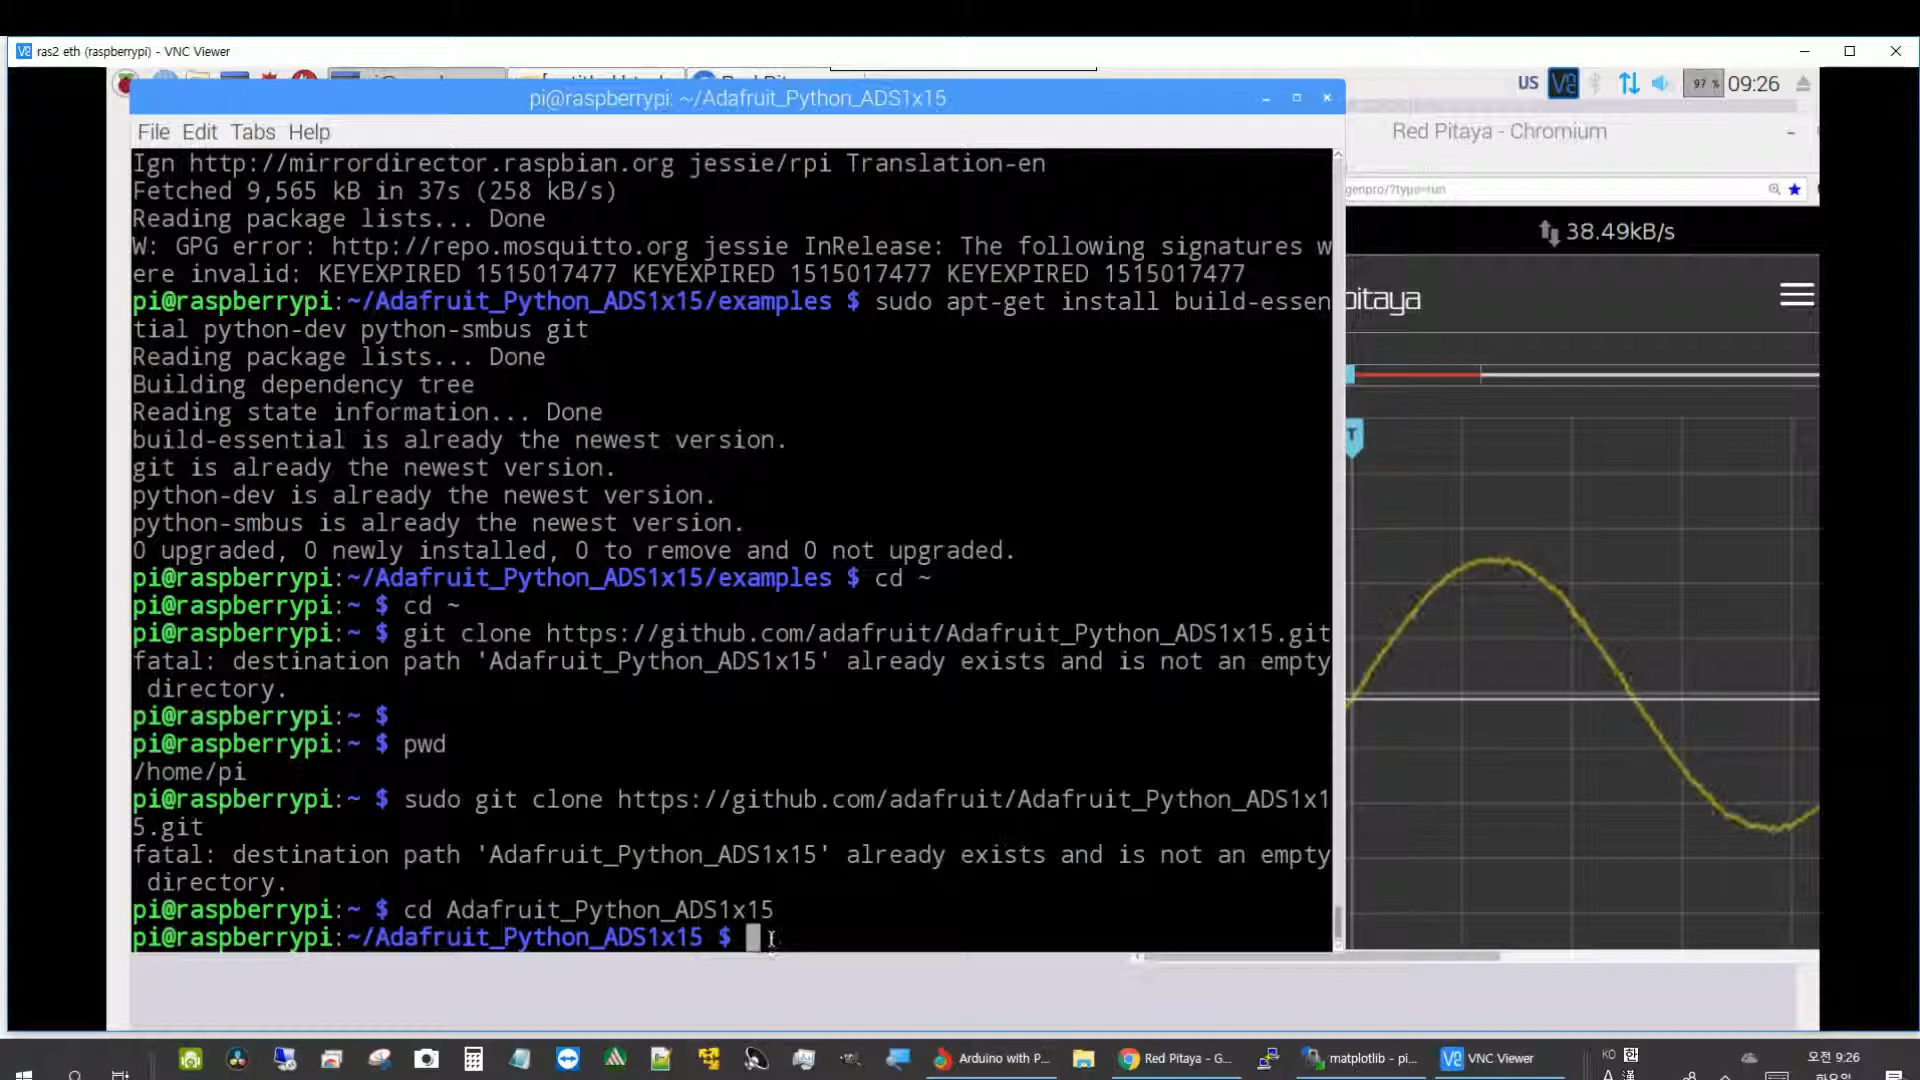 ras2 eth (raspberrypi) - VNC Viewer
US
97 %
09:26
pi@raspberrypi: ~/Adafruit_Python_ADS1x15
Red Pitaya - Chromium
File Edit Tabs Help
Ign http://mirrordirector.raspbian.org jessie/rpi Translation-en
Fetched 9,565 kB in 37s (258 kB/s)
Reading package lists... Done
W: GPG error: http://repo.mosquitto.org jessie InRelease: The following signatures w
ere invalid: KEYEXPIRED 1515017477 KEYEXPIRED 1515017477 KEYEXPIRED 1515017477
pi@raspberrypi:~/Adafruit_Python_ADS1x15/examples $ sudo apt-get install build-essen
tial python-dev python-smbus git
Reading package lists... Done
Building dependency tree
Reading state information... Done
build-essential is already the newest version.
git is already the newest version.
python-dev is already the newest version.
python-smbus is already the newest version.
0 upgraded, 0 newly installed, 0 to remove and 0 not upgraded.
pi@raspberrypi:~/Adafruit_Python_ADS1x15/examples $ cd ~
pi@raspberrypi:~ $ cd ~
pi@raspberrypi:~ $ git clone https://github.com/adafruit/Adafruit_Python_ADS1x15.git
fatal: destination path 'Adafruit_Python_ADS1x15' already exists and is not an empty
directory.
pi@raspberrypi:~ $
pi@raspberrypi:~ $ pwd
/home/pi
pi@raspberrypi:~ $ sudo git clone https://github.com/adafruit/Adafruit_Python_ADS1x1
5.git
fatal: destination path 'Adafruit_Python_ADS1x15' already exists and is not an empty
directory.
pi@raspberrypi:~ $ cd Adafruit_Python_ADS1x15
pi@raspberrypi:~/Adafruit_Python_ADS1x15 $
genpro/?type=run
38.49kB/s
pitaya
T
Arduino with P...
Red Pitaya - G...
matplotlib - pi...
VNC Viewer
KO 한
A 漢
오전 9:26
화요일